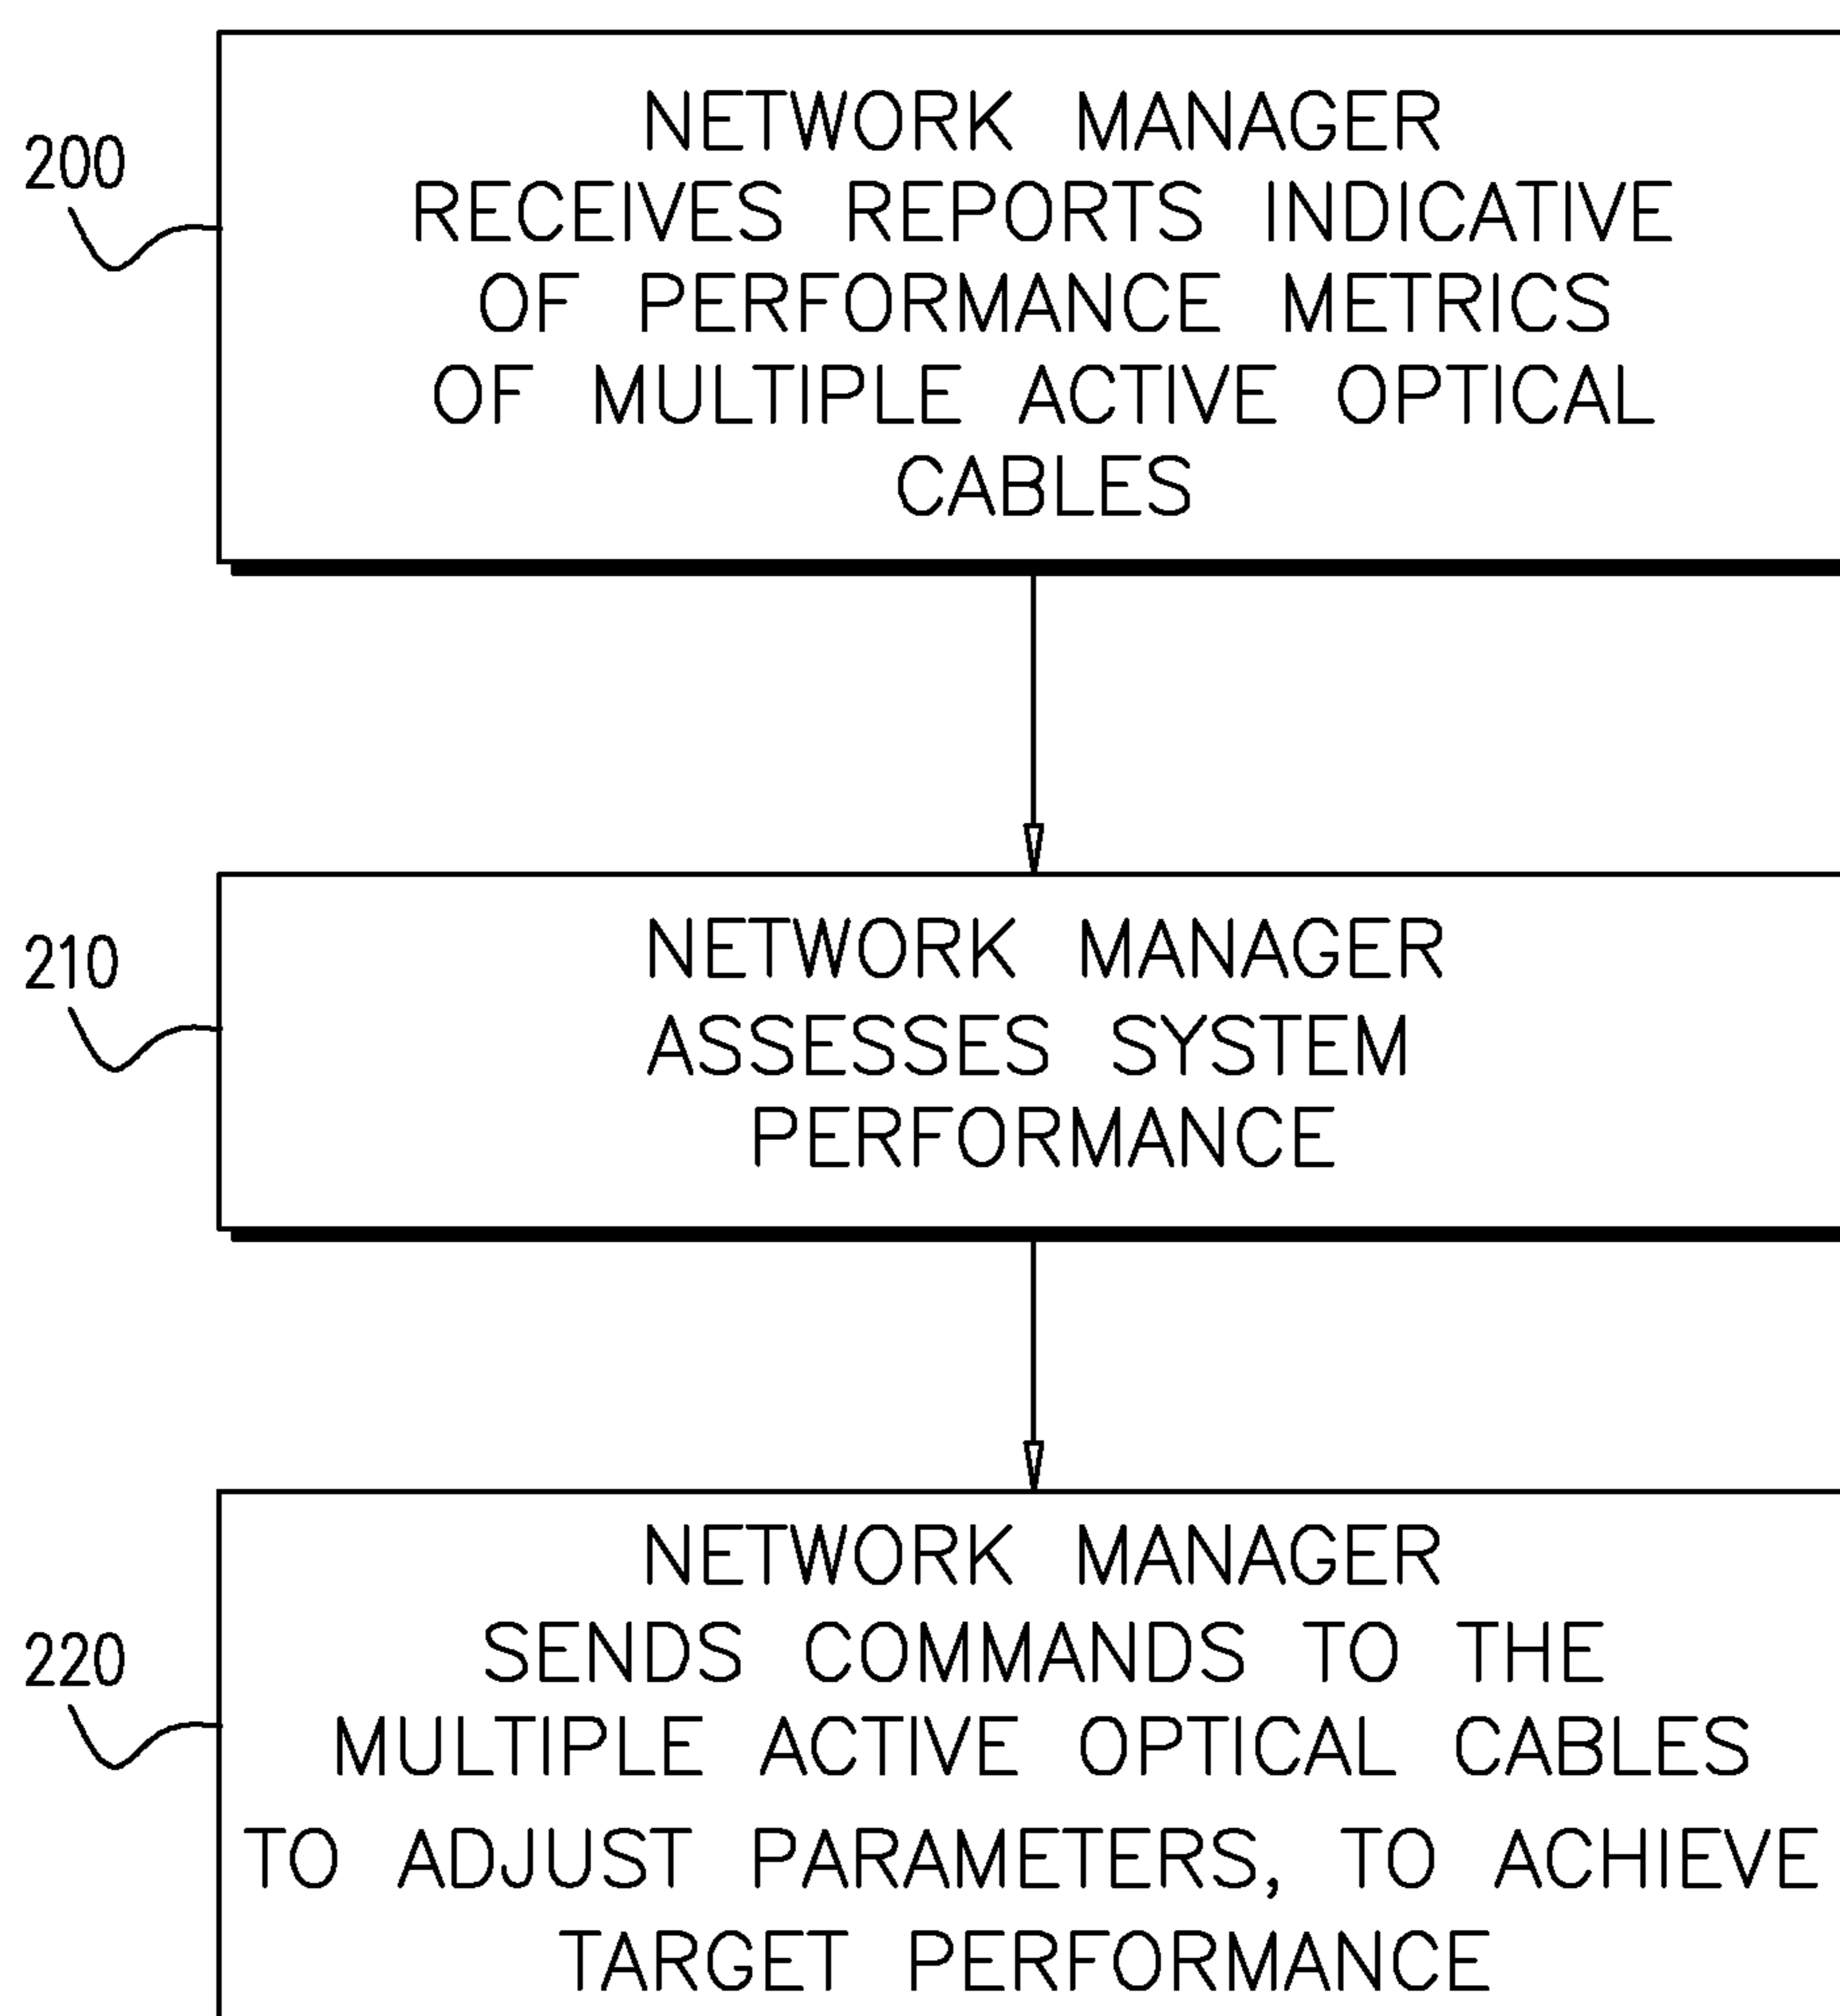 200
NETWORK MANAGER
RECEIVES REPORTS INDICATIVE
OF PERFORMANCE METRICS
OF MULTIPLE ACTIVE OPTICAL
CABLES
210
NETWORK MANAGER
ASSESSES SYSTEM
PERFORMANCE
220
NETWORK MANAGER
SENDS COMMANDS TO THE
MULTIPLE ACTIVE OPTICAL CABLES
TO ADJUST PARAMETERS, TO ACHIEVE
TARGET PERFORMANCE